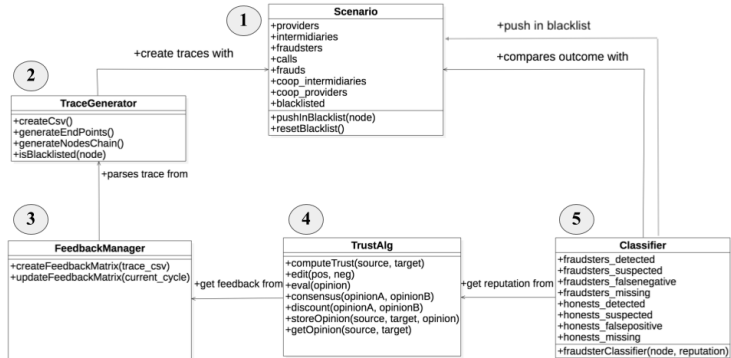 1
Scenario
+providers
+intermidiaries
+fraudsters
+calls
+frauds
+coop_intermidiaries
+coop_providers
+blacklisted
+pushInBlacklist(node)
+resetBlacklist()
+push in blacklist
+compares outcome with
+create traces with
2
TraceGenerator
+createCsv()
+generateEndPoints()
+generateNodesChain()
+isBlacklisted(node)
+parses trace from
3
FeedbackManager
+createFeedbackMatrix(trace_csv)
+updateFeedbackMatrix(current_cycle)
+get feedback from
4
TrustAlg
+computeTrust(source, target)
+edit(pos, neg)
+eval(opinion)
+consensus(opinionA, opinionB)
+discount(opinionA, opinionB)
+storeOpinion(source, target, opinion)
+getOpinion(source, target)
+get reputation from
5
Classifier
+fraudsters_detected
+fraudsters_suspected
+fraudsters_falsenegative
+fraudsters_missing
+honests_detected
+honests_suspected
+honests_falsepositive
+honests_missing
+fraudsterClassifier(node, reputation)